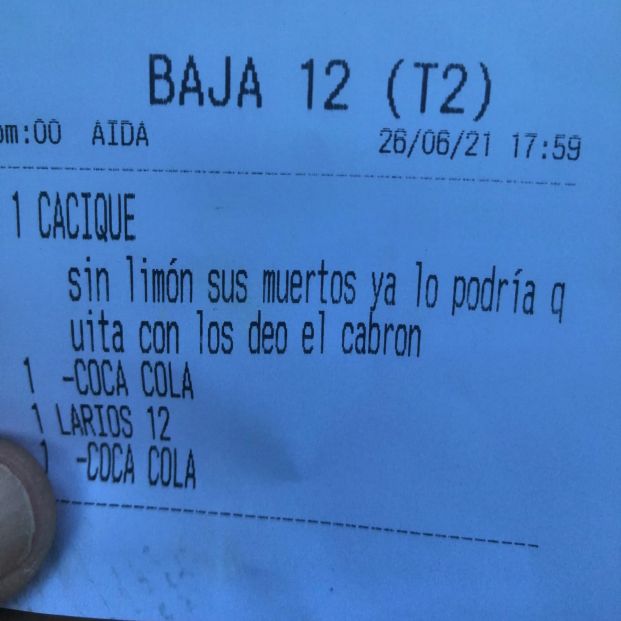 BAJA 12 (T2)
om:00 AIDA 26/06/21 17:59
1 CACIQUE
sin limón sus muertos ya lo podría q
uita con los deo el cabron
1 -COCA COLA
1 LARIOS 12
1 -COCA COLA